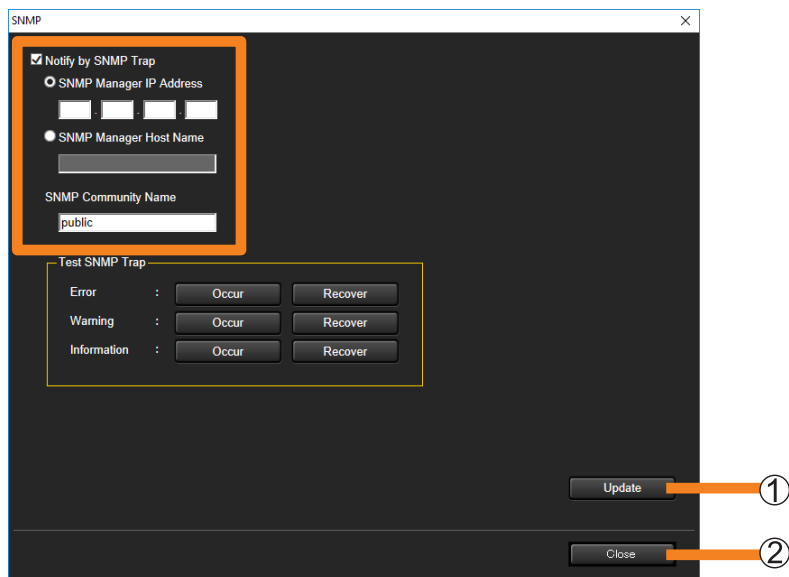 SNMP
Notify by SNMP Trap
SNMP Manager IP Address
. . .
SNMP Manager Host Name
SNMP Community Name
public
Test SNMP Trap
Error : Occur Recover
Warning : Occur Recover
Information : Occur Recover
Update ①
Close ②